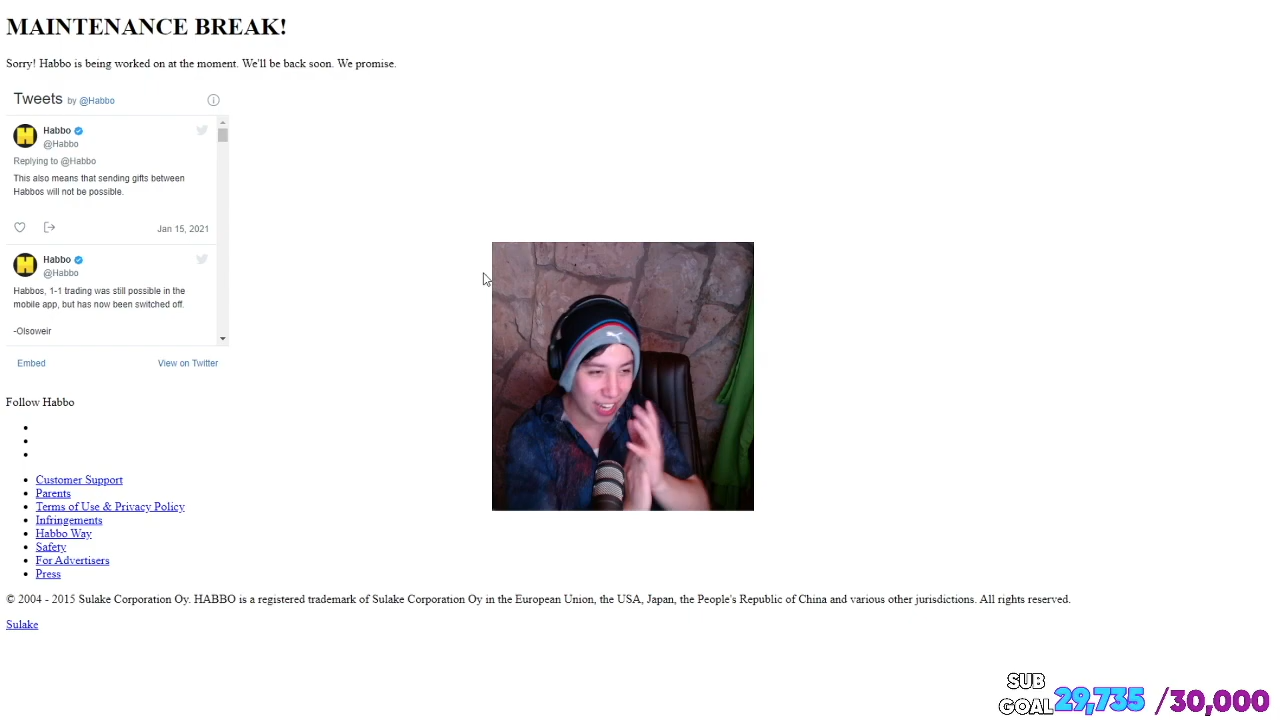 MAINTENANCE BREAK!
Sorry! Habbo is being worked on at the moment. We'll be back soon. We promise.
Tweets by @Habbo
Habbo
@Habbo
Replying to @Habbo
This also means that sending gifts between
Habbos will not be possible.
Jan 15, 2021
Habbo
@Habbo
Habbos, 1-1 trading was still possible in the
mobile app, but has now been switched off.
-Olsoweir
Embed
View on Twitter
Follow Habbo
Customer Support
Parents
Terms of Use & Privacy Policy
Infringements
Habbo Way
Safety
For Advertisers
Press
© 2004 - 2015 Sulake Corporation Oy. HABBO is a registered trademark of Sulake Corporation Oy in the European Union, the USA, Japan, the People's Republic of China and various other jurisdictions. All rights reserved.
Sulake
SUB
GOAL 29,735 /30,000